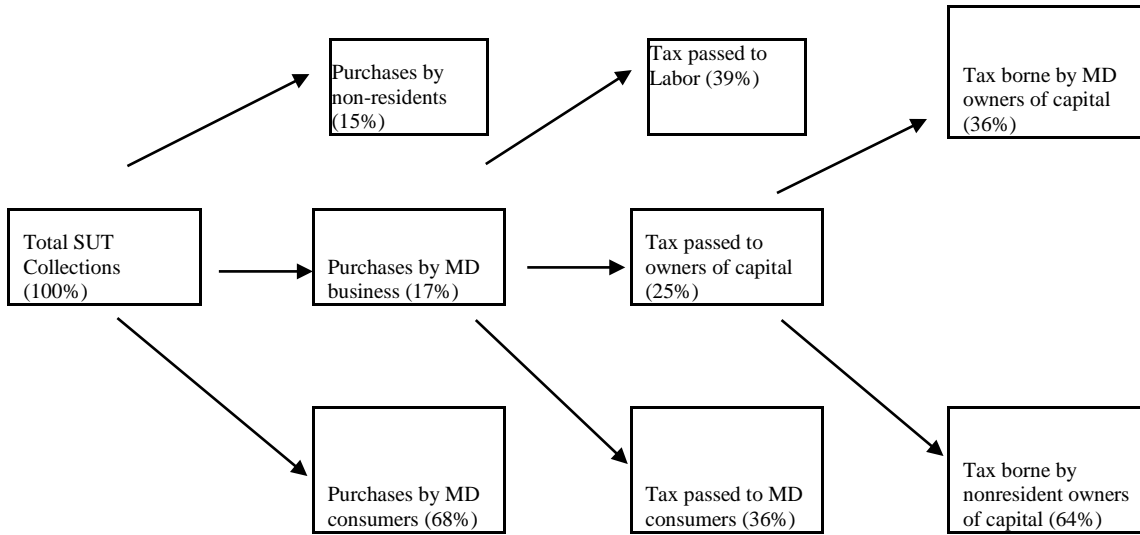 Purchases by
non-residents
(15%)
Tax passed to
Labor (39%)
Tax borne by MD
owners of capital
(36%)
Total SUT
Collections
(100%)
Purchases by MD
business (17%)
Tax passed to
owners of capital
(25%)
Purchases by MD
consumers (68%)
Tax passed to MD
consumers (36%)
Tax borne by
nonresident owners
of capital (64%)